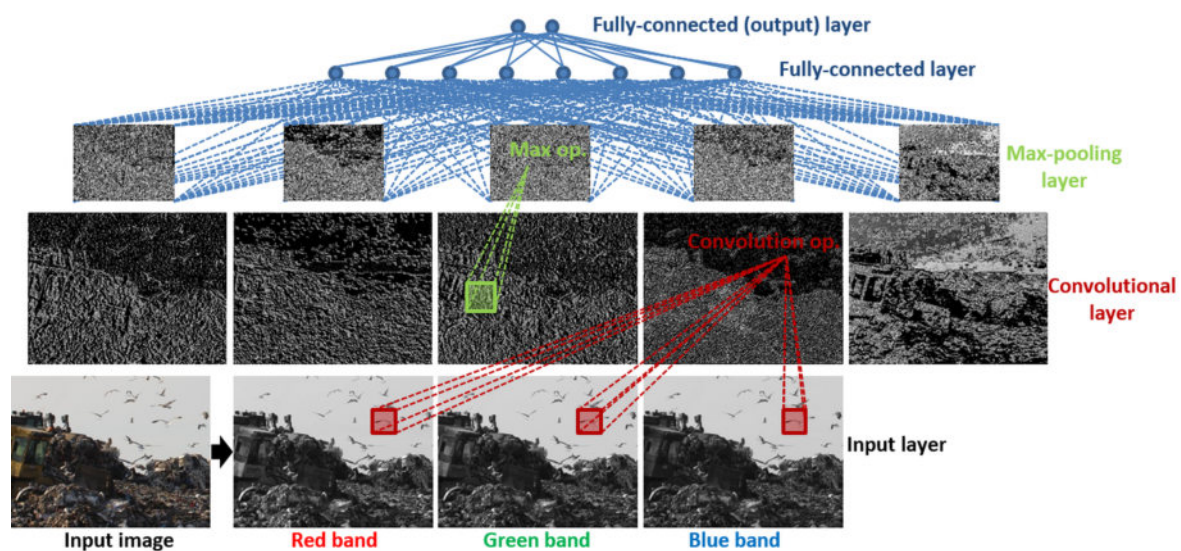 Fully-connected (output) layer
Fully-connected layer
Max op.
Max-pooling
layer
Convolution op.
Convolutional
layer
Input layer
Input image
Red band
Green band
Blue band